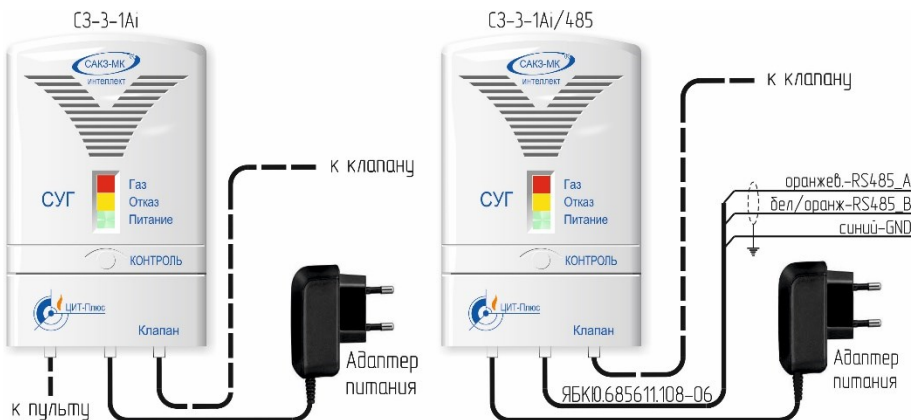 СЗ-3-1Аi
САКЗ-МК®
интеллект
СУГ
Газ
Отказ
Питание
КОНТРОЛЬ
ЦИТ-Плюс
Клапан
к клапану
Адаптер
питания
к пульту
СЗ-3-1Аi/485
САКЗ-МК®
интеллект
СУГ
Газ
Отказ
Питание
КОНТРОЛЬ
ЦИТ-Плюс
Клапан
к клапану
оранжев.-RS485_A
бел/оранж-RS485_B
синий-GND
ЯБКЮ.685611.108-06
Адаптер
питания